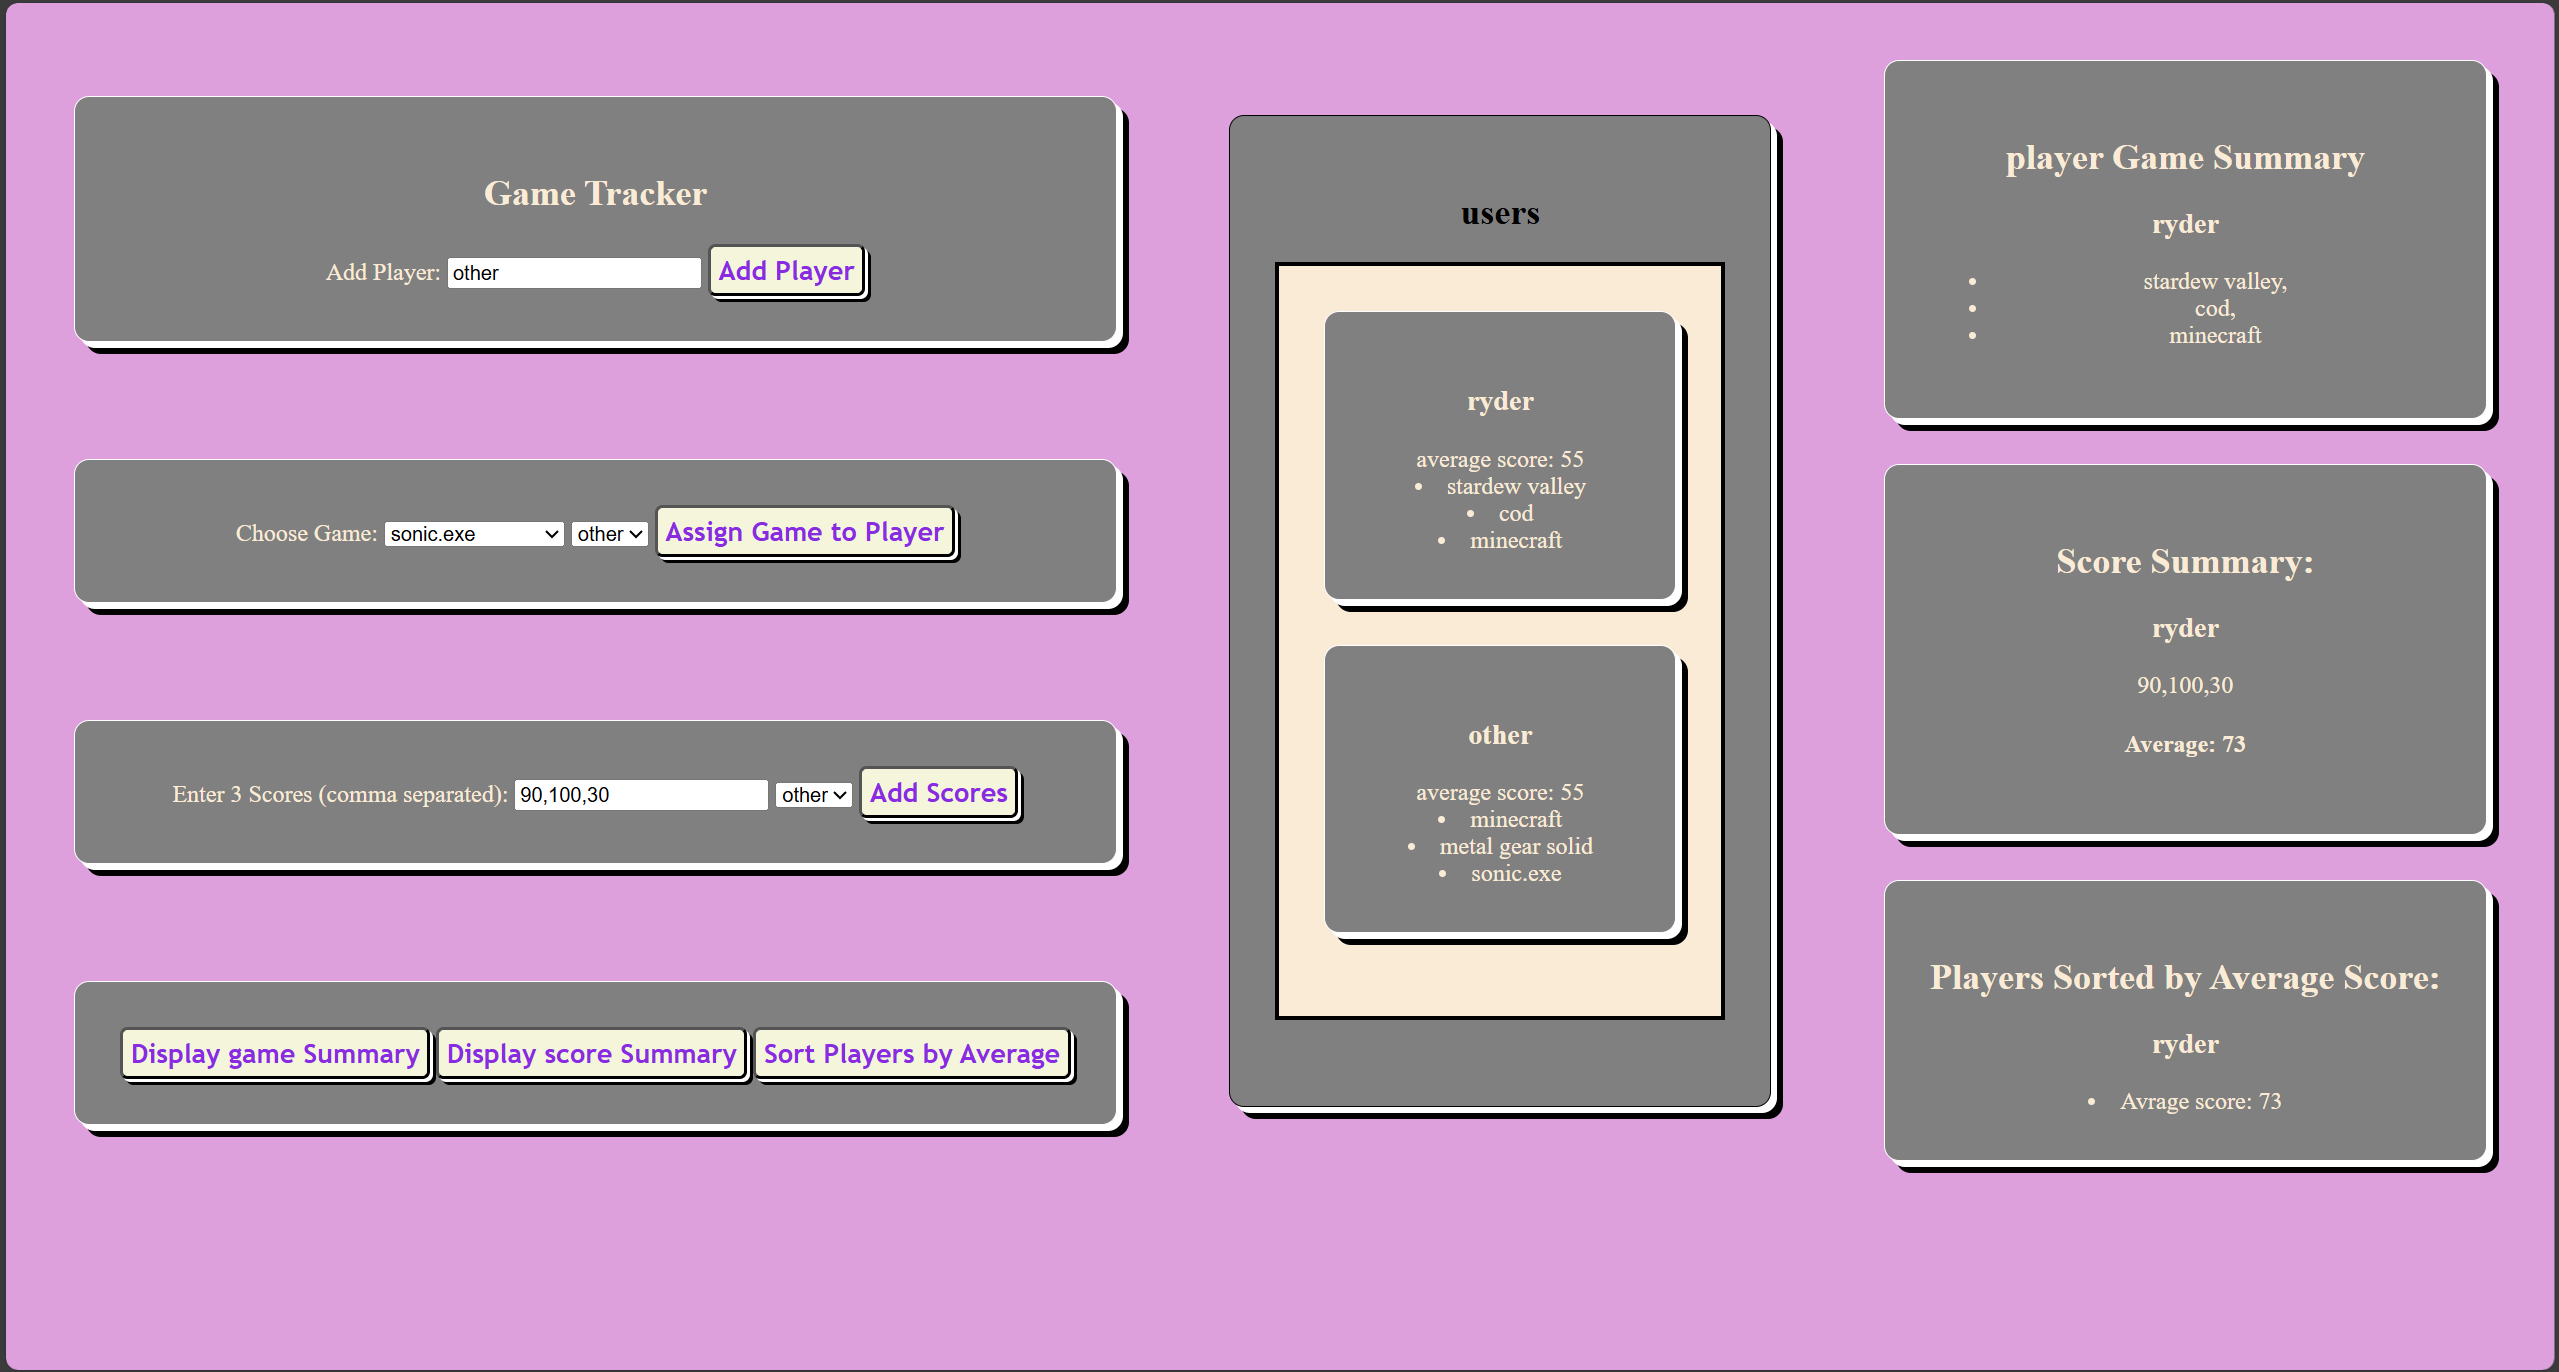 Game Tracker
Add Player: other Add Player
Choose Game: sonic.exe other Assign Game to Player
Enter 3 Scores (comma separated): 90,100,30 other Add Scores
Display game Summary Display score Summary Sort Players by Average
users
ryder
average score: 55
• stardew valley
• cod
• minecraft
other
average score: 55
• minecraft
• metal gear solid
• sonic.exe
player Game Summary
ryder
• stardew valley,
• cod,
• minecraft
Score Summary:
ryder
90,100,30
Average: 73
Players Sorted by Average Score:
ryder
• Avrage score: 73